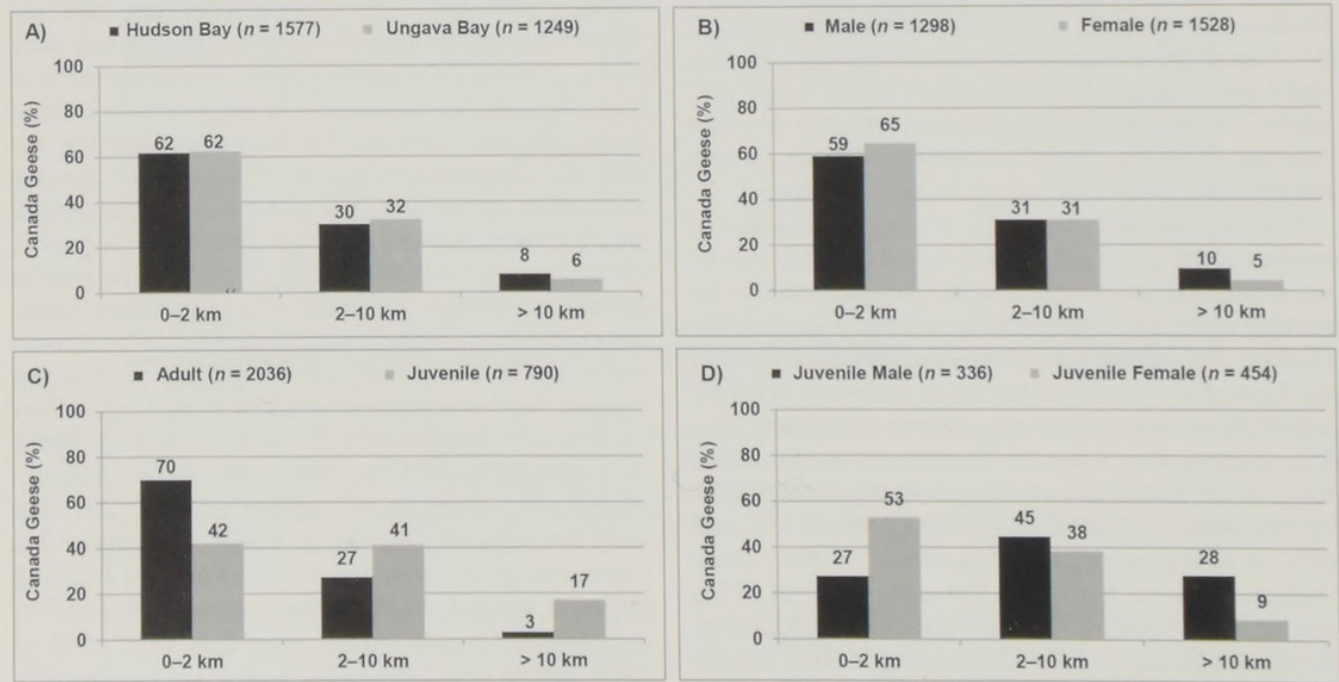 A)
■ Hudson Bay (n = 1577) ■ Ungava Bay (n = 1249)
Canada Geese (%)
100
80
60
40
20
0
62 62
30 32
8 6
0–2 km 2–10 km > 10 km
B)
■ Male (n = 1298) ■ Female (n = 1528)
Canada Geese (%)
100
80
60
40
20
0
59 65
31 31
10 5
0–2 km 2–10 km > 10 km
C)
■ Adult (n = 2036) ■ Juvenile (n = 790)
Canada Geese (%)
100
80
60
40
20
0
70 42
27 41
3 17
0–2 km 2–10 km > 10 km
D)
■ Juvenile Male (n = 336) ■ Juvenile Female (n = 454)
Canada Geese (%)
100
80
60
40
20
0
27 53
45 38
28 9
0–2 km 2–10 km > 10 km